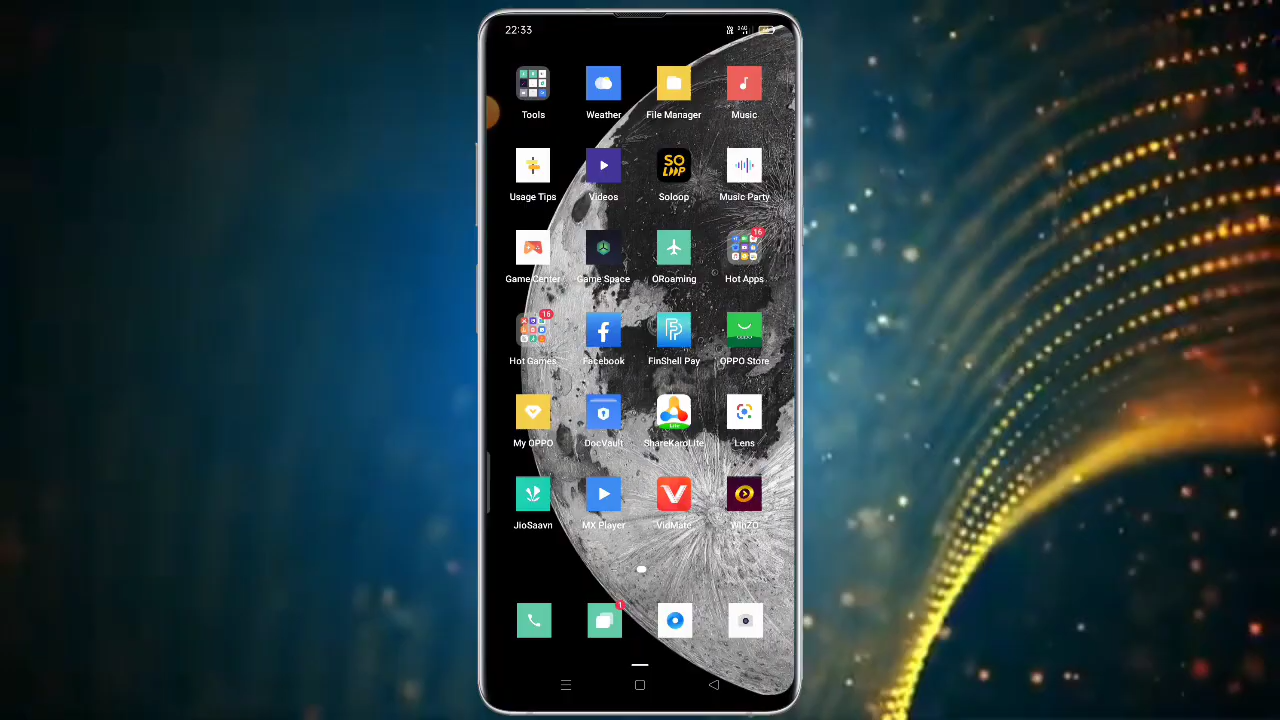 22:33
Tools Weather File Manager Music
SO
LOOP
Usage Tips Videos Soloop Music Party
16
Game Center Game Space ORoaming Hot Apps
16
Hot Games Facebook FinShell Pay OPPO Store
Lite
My OPPO DocVault ShareKaroLite Lens
JioSaavn MX Player VidMate WinZO
1